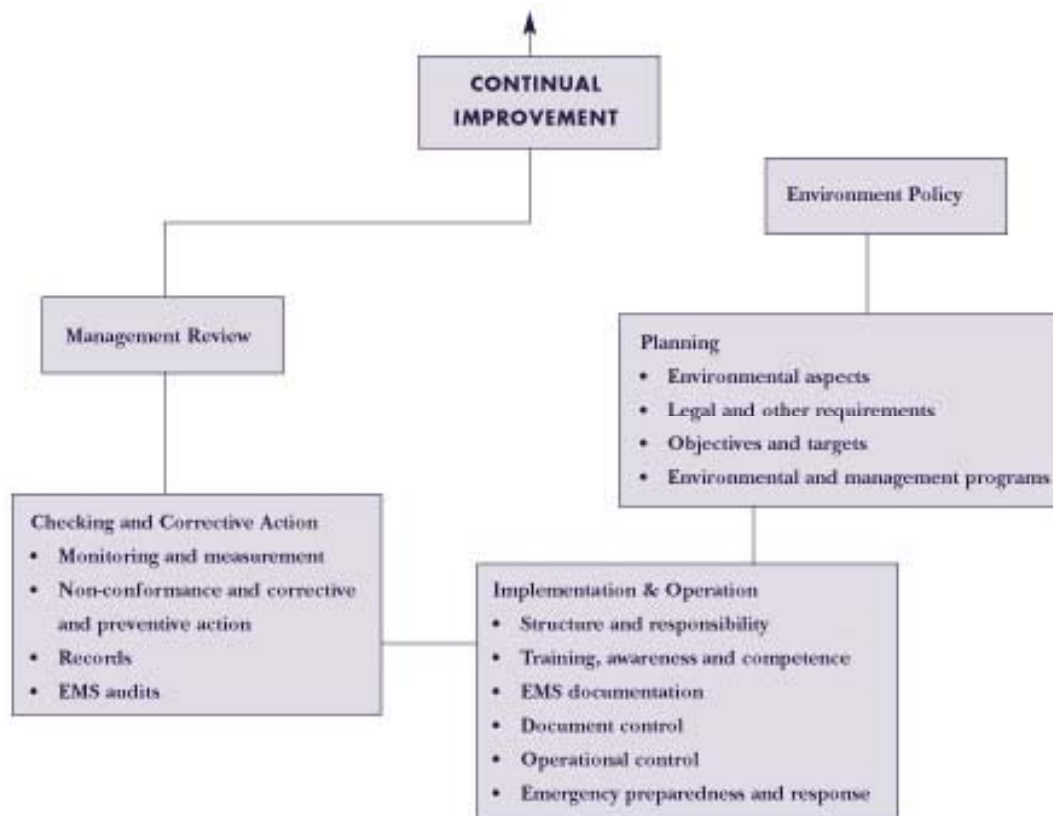 CONTINUAL
IMPROVEMENT
Environment Policy
Management Review
Planning
• Environmental aspects
• Legal and other requirements
• Objectives and targets
• Environmental and management programs
Checking and Corrective Action
• Monitoring and measurement
• Non-conformance and corrective
and preventive action
• Records
• EMS audits
Implementation & Operation
• Structure and responsibility
• Training, awareness and competence
• EMS documentation
• Document control
• Operational control
• Emergency preparedness and response